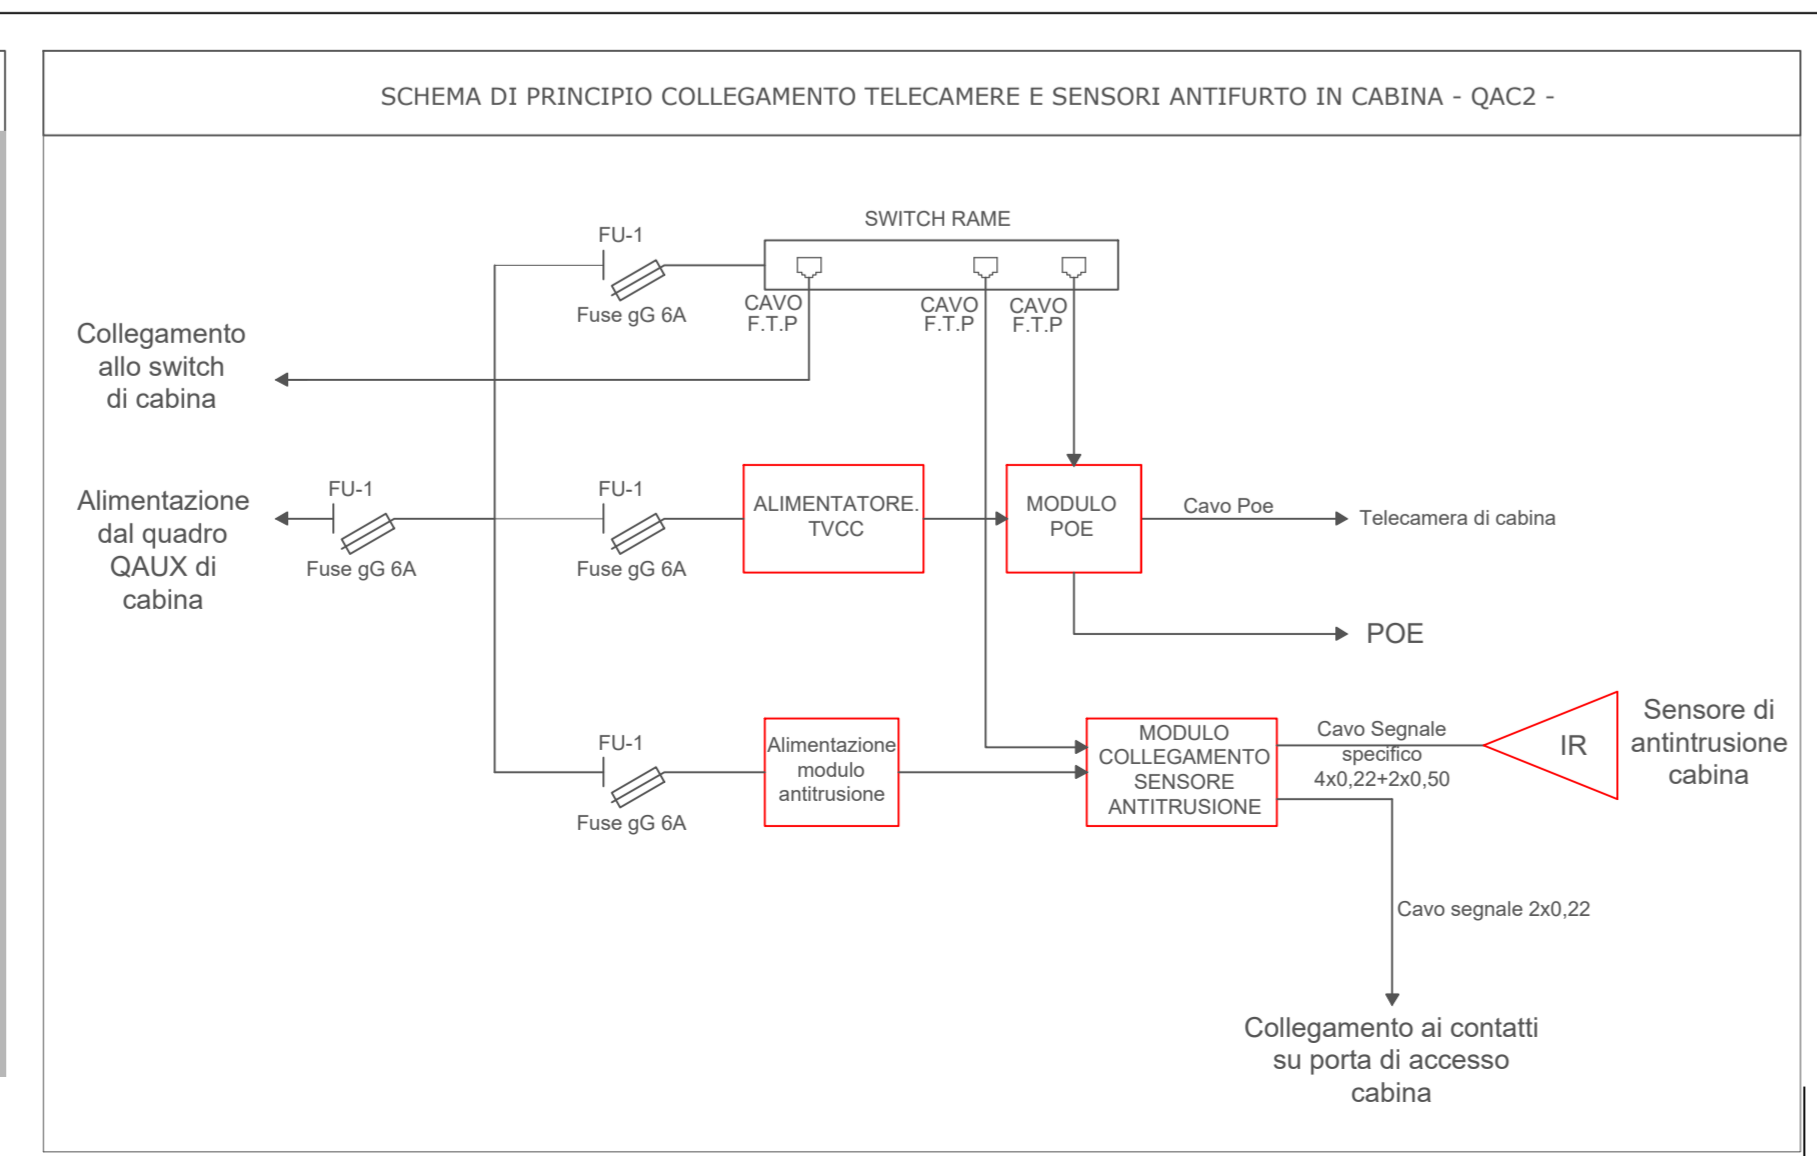 SCHEMA DI PRINCIPIO COLLEGAMENTO TELECAMERE E SENSORI ANTIFURTO IN CABINA - QAC2 -
SWITCH RAME
FU-1
Fuse gG 6A
CAVO
F.T.P
CAVO
F.T.P
CAVO
F.T.P
Collegamento
allo switch
di cabina
Alimentazione
dal quadro
QAUX di
cabina
FU-1
Fuse gG 6A
FU-1
Fuse gG 6A
ALIMENTATORE.
TVCC
MODULO
POE
Cavo Poe
Telecamera di cabina
POE
FU-1
Fuse gG 6A
Alimentazione
modulo
antitrusione
MODULO
COLLEGAMENTO
SENSORE
ANTITRUSIONE
Cavo Segnale
specifico
4x0,22+2x0,50
IR
Sensore di
antintrusione
cabina
Cavo segnale 2x0,22
Collegamento ai contatti
su porta di accesso
cabina